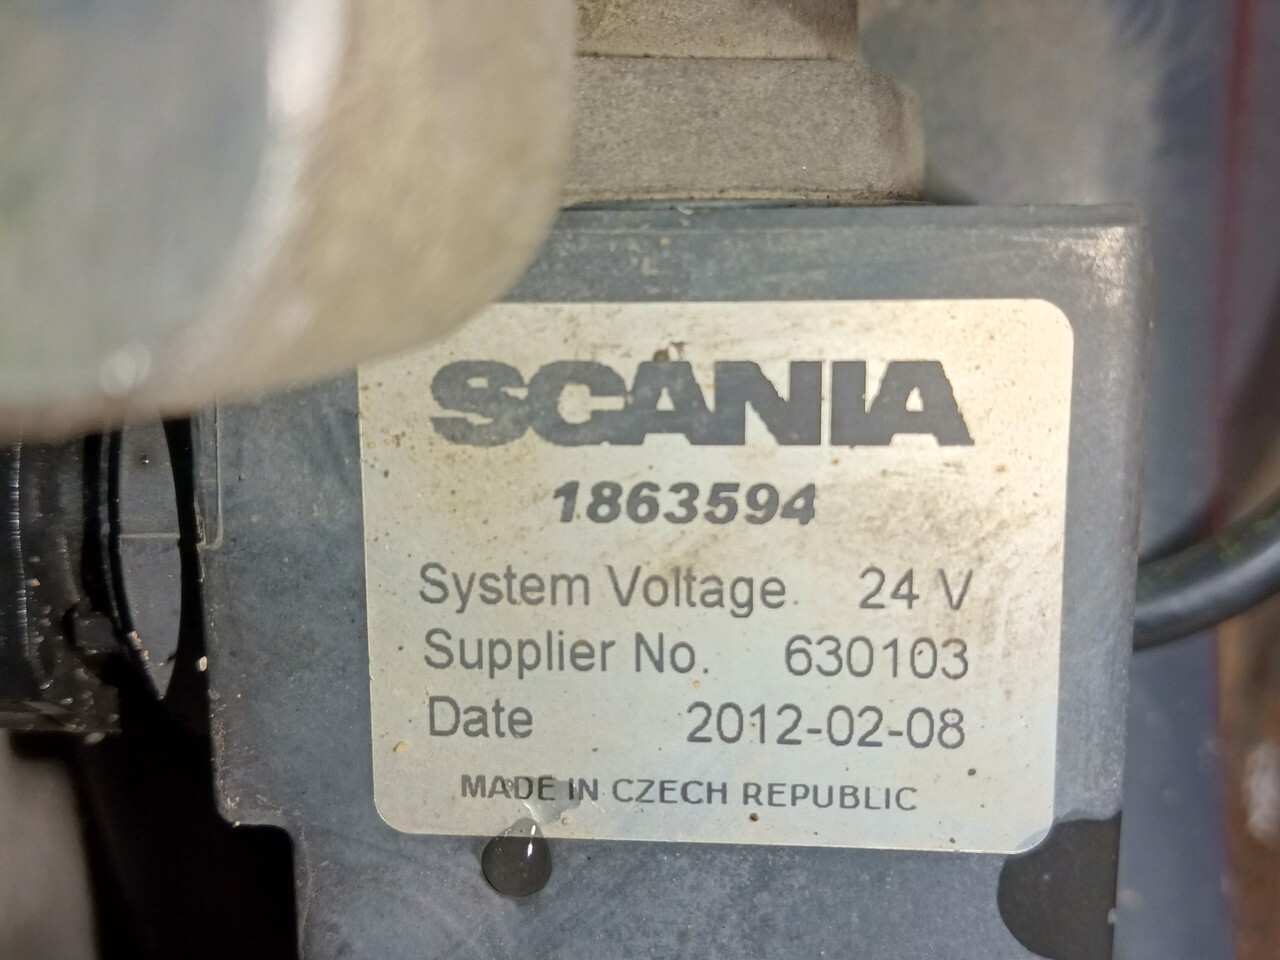 SCANIA
1863594
System Voltage 24 V
Supplier No. 630103
Date 2012-02-08
MADE IN CZECH REPUBLIC